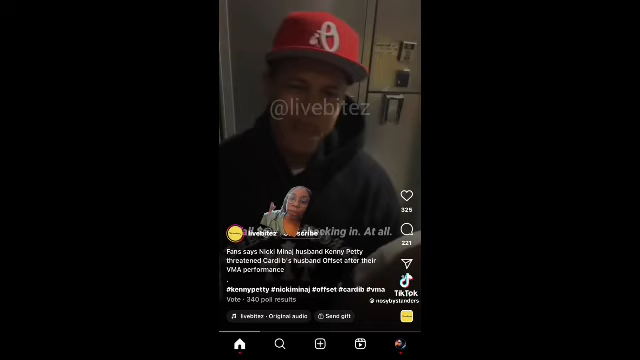 @livebitez
king in. At all.
livebitez
scribe
325
221
Fans says Nicki Minaj husband Kenny Petty
threatened Cardi b's husband Offset after their
VMA performance
.
#kennypetty #nickiminaj #offset #cardib #vma
Vote · 340 poll results
TikTok
@ nosybystanders
livebitez · Original audio
Send gift